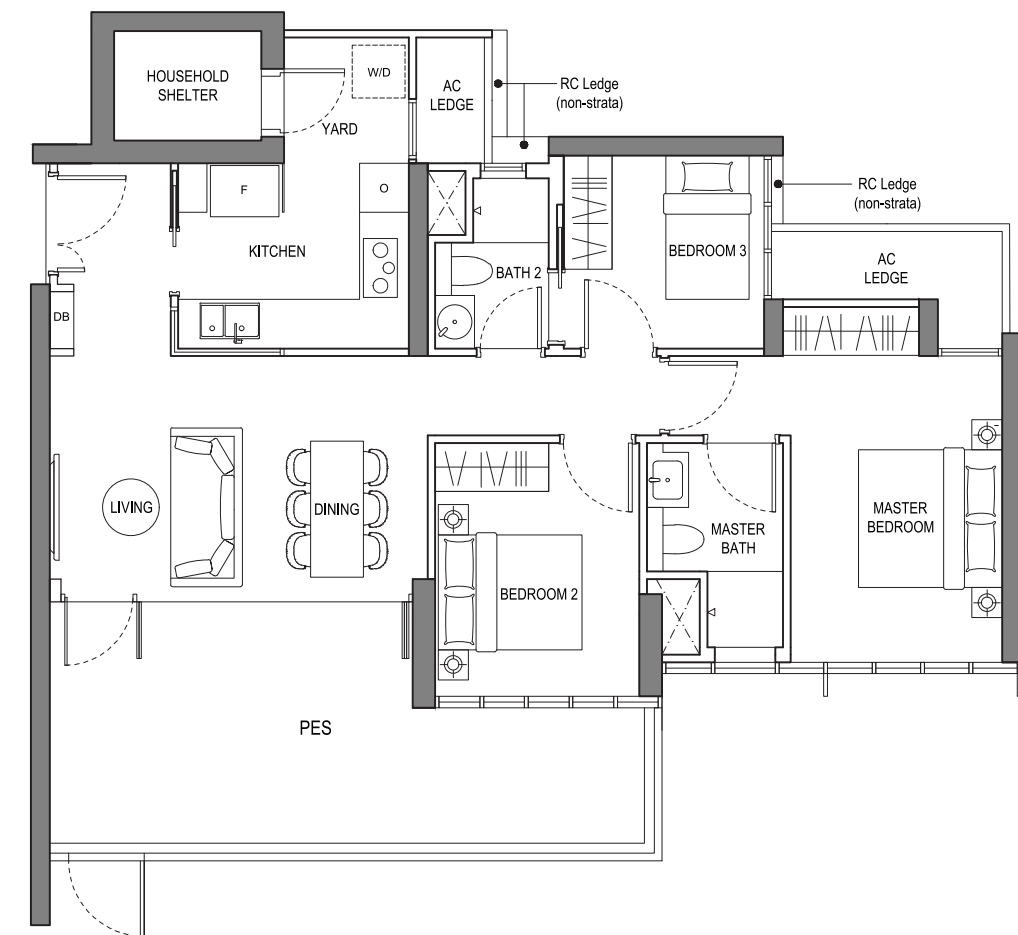 HOUSEHOLD
SHELTER
W/D
AC
LEDGE
RC Ledge
(non-strata)
YARD
F
O
RC Ledge
(non-strata)
KITCHEN
BATH 2
BEDROOM 3
AC
LEDGE
DB
LIVING
DINING
MASTER
BATH
MASTER
BEDROOM
BEDROOM 2
PES